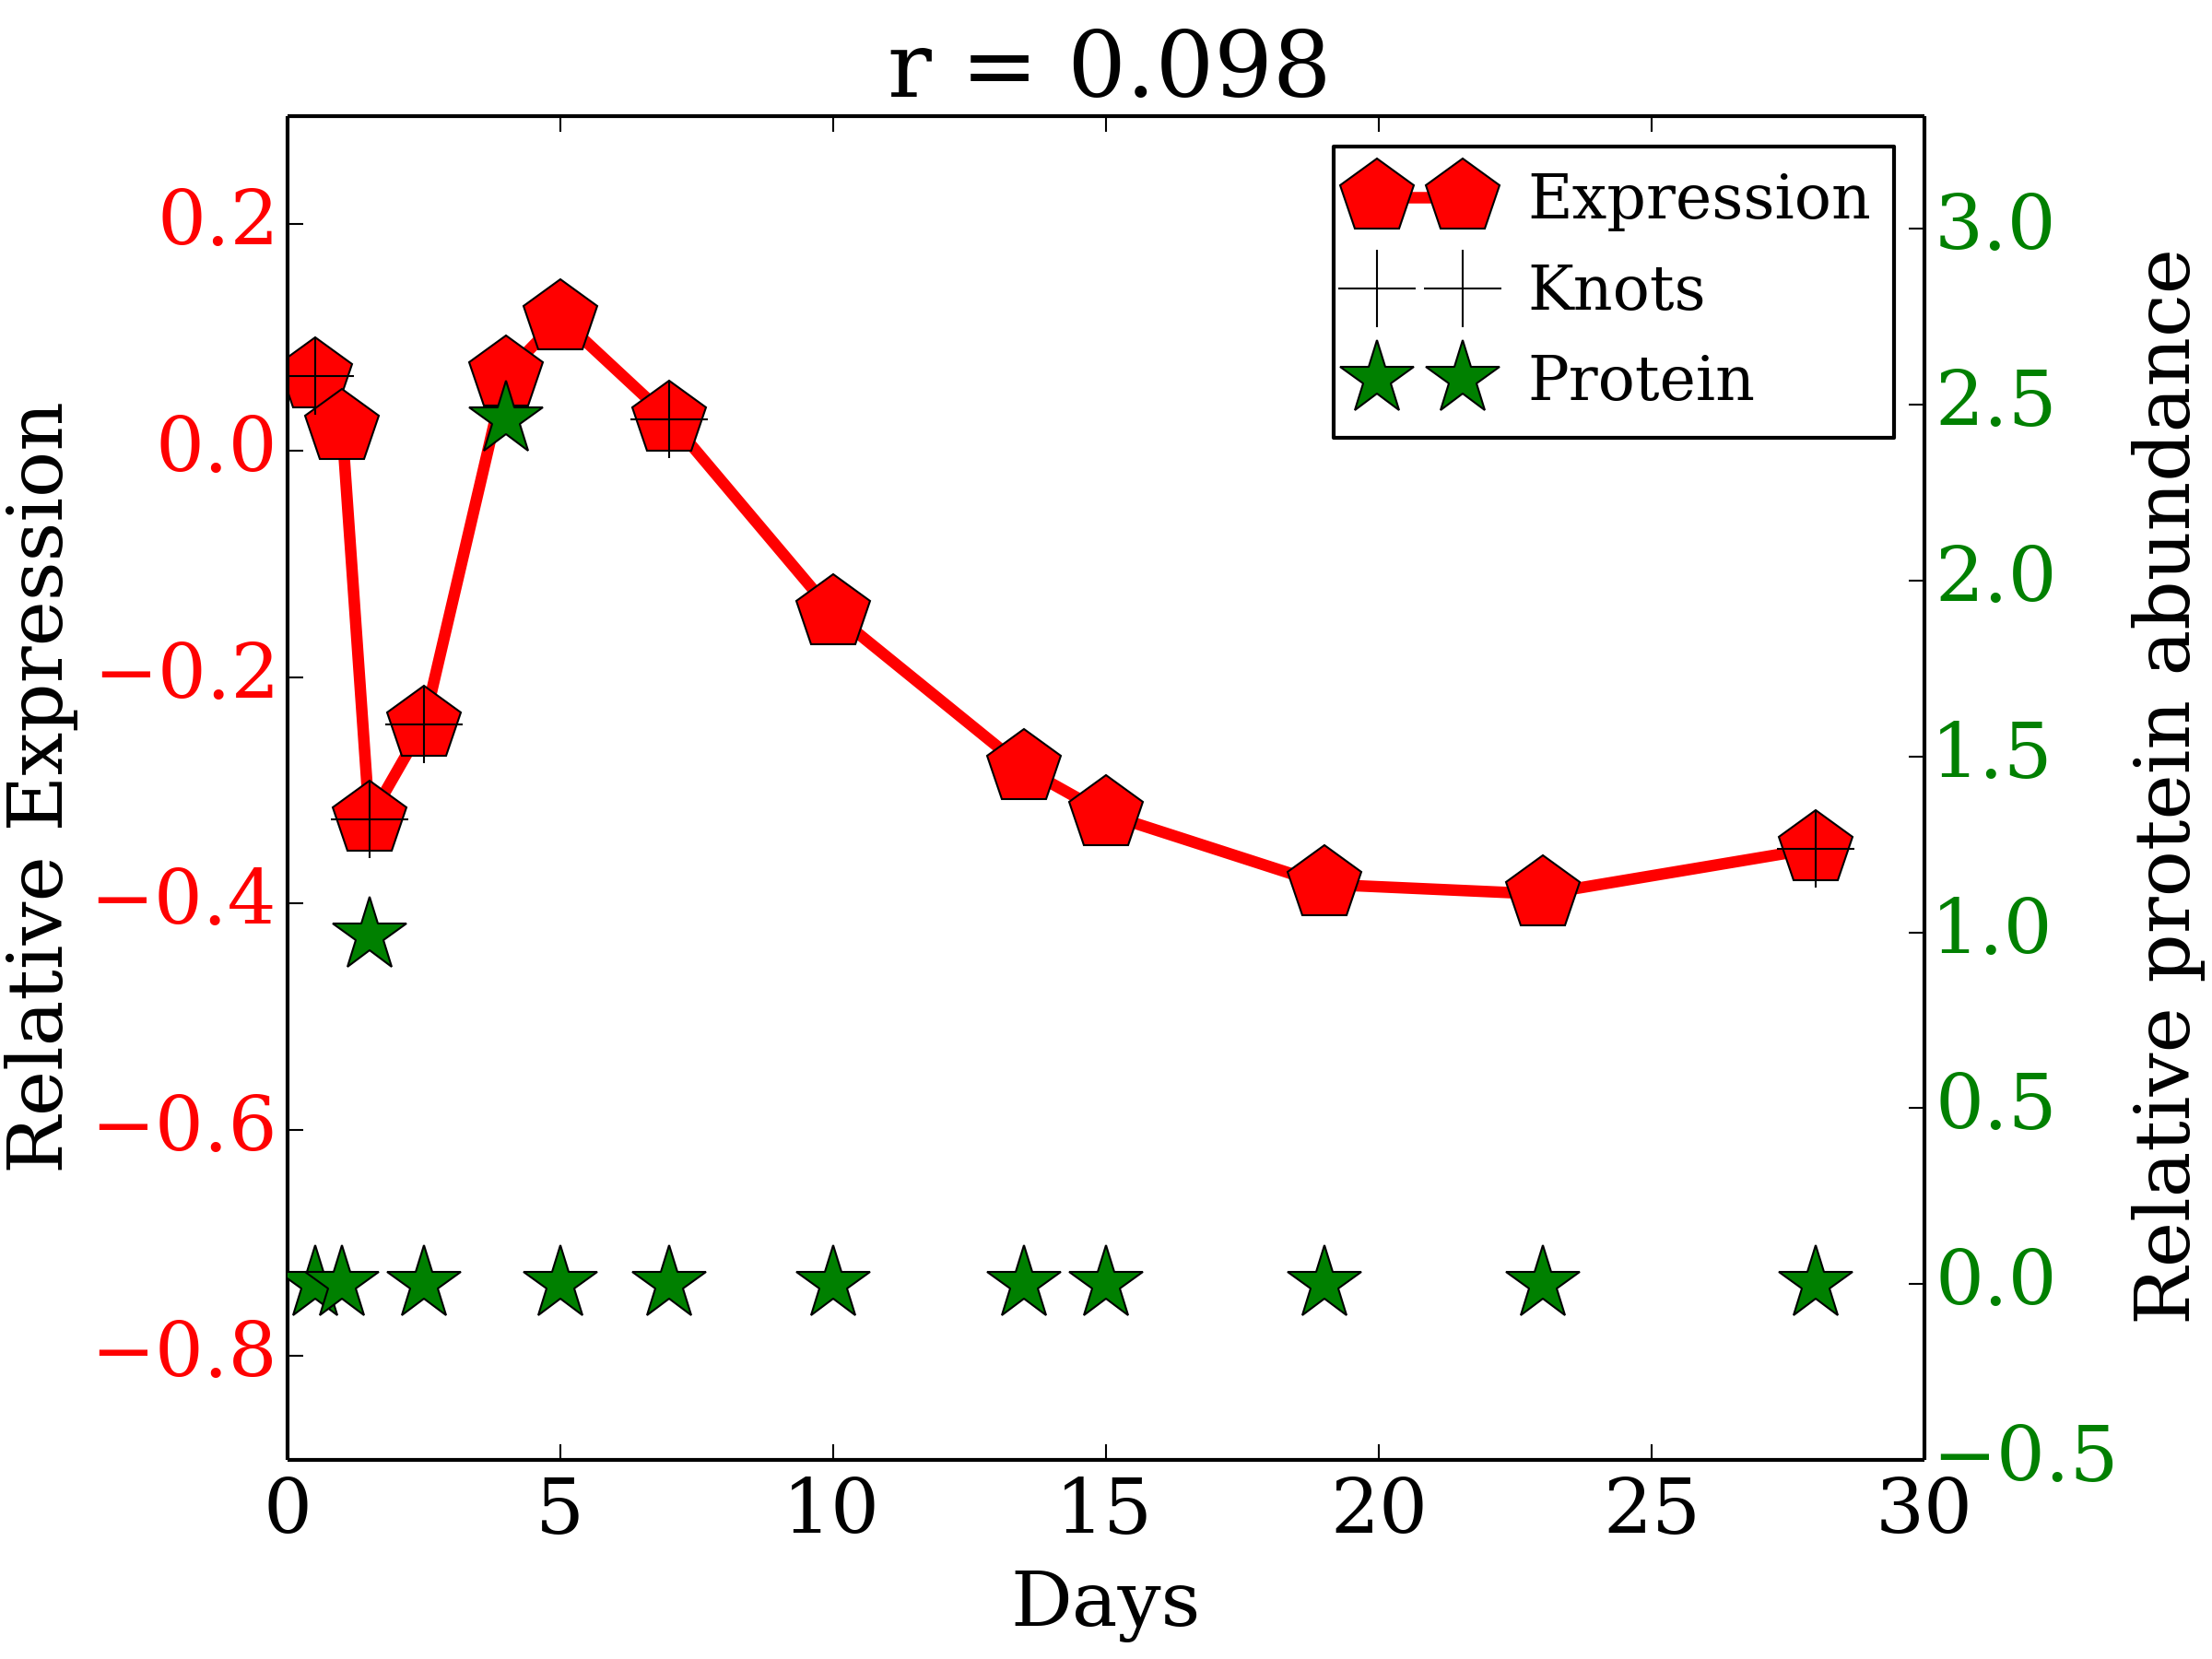 r = 0.098
Expression
Knots
Protein
Relative Expression
0.2
0.0
−0.2
−0.4
−0.6
−0.8
3.0
2.5
2.0
1.5
1.0
0.5
0.0
−0.5
Relative protein abundance
0 5 10 15 20 25 30
Days